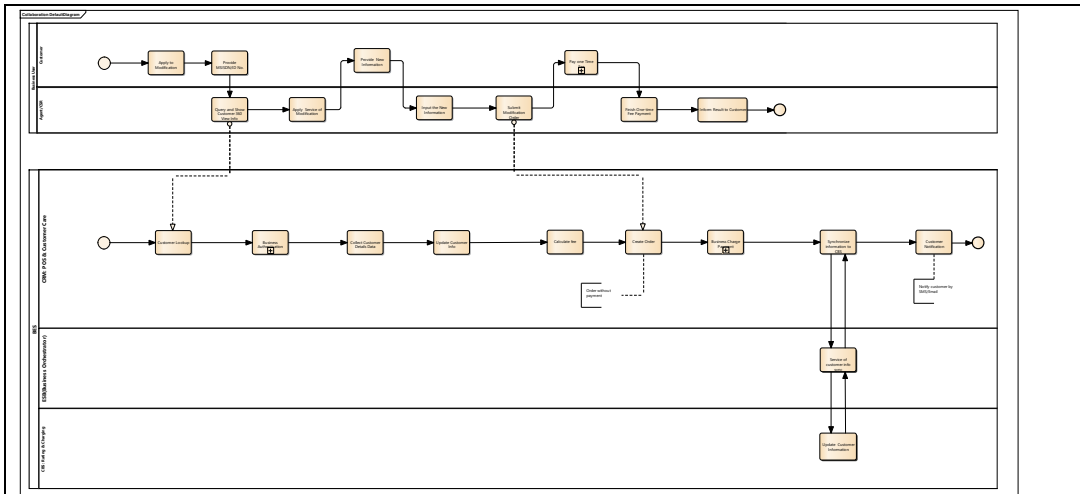 Collaboration DefaultDiagram
Customer
Business User
Agent/CSR
Apply to
Modification
Provide
MSISDN/ID No.
Provide New
Information
Pay one Time
Query and Show
Customer 360
View Info
Apply Service of
Modification
Input the New
Information
Submit
Modification
Order
Finish One-time
Fee Payment
Inform Result to Customer
CRM: POS & Customer Care
BES
Customer Lookup
Business
Authentication
Collect Customer
Details Data
Update Customer
Info
Calculate fee
Create Order
Business Charge
Payment
Synchronize
information to
CBS
Customer
Notification
Order without
payment
Notify customer by
SMS/Email
ESB(Business Orchestrator)
Service of
customer info
CBS: Rating & Charging
Update Customer
Information